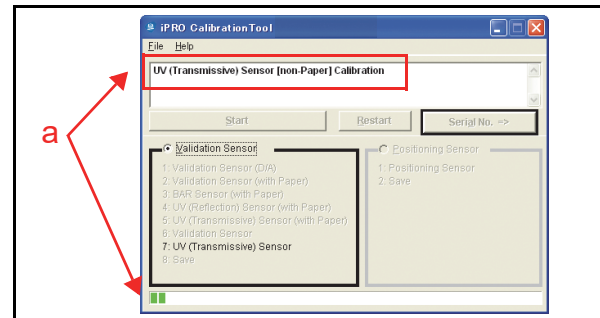 iPRO CalibrationTool
File Help
UV (Transmissive) Sensor [non-Paper] Calibration
Start Restart Serial No. =>
a
Validation Sensor Positioning Sensor
1: Validation Sensor (D/A) 1: Positioning Sensor
2: Validation Sensor (with Paper) 2: Save
3: BAR Sensor (with Paper)
4: UV (Reflection) Sensor (with Paper)
5: UV (Transmissive) Sensor (with Paper)
6: Validation Sensor
7: UV (Transmissive) Sensor
8: Save